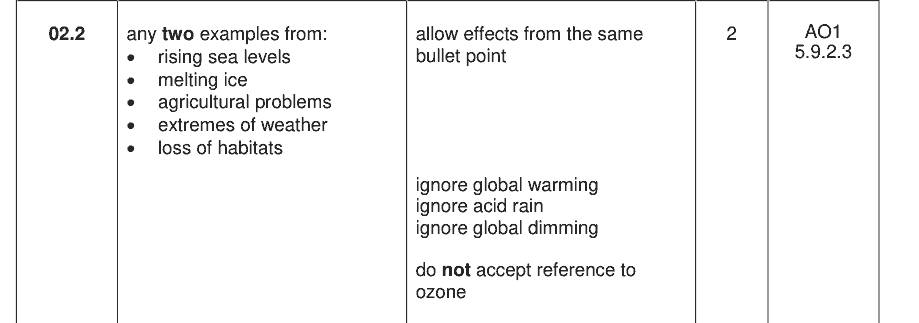 02.2
any two examples from:
• rising sea levels
• melting ice
• agricultural problems
• extremes of weather
• loss of habitats
allow effects from the same
bullet point
ignore global warming
ignore acid rain
ignore global dimming
do not accept reference to
ozone
2
AO1
5.9.2.3